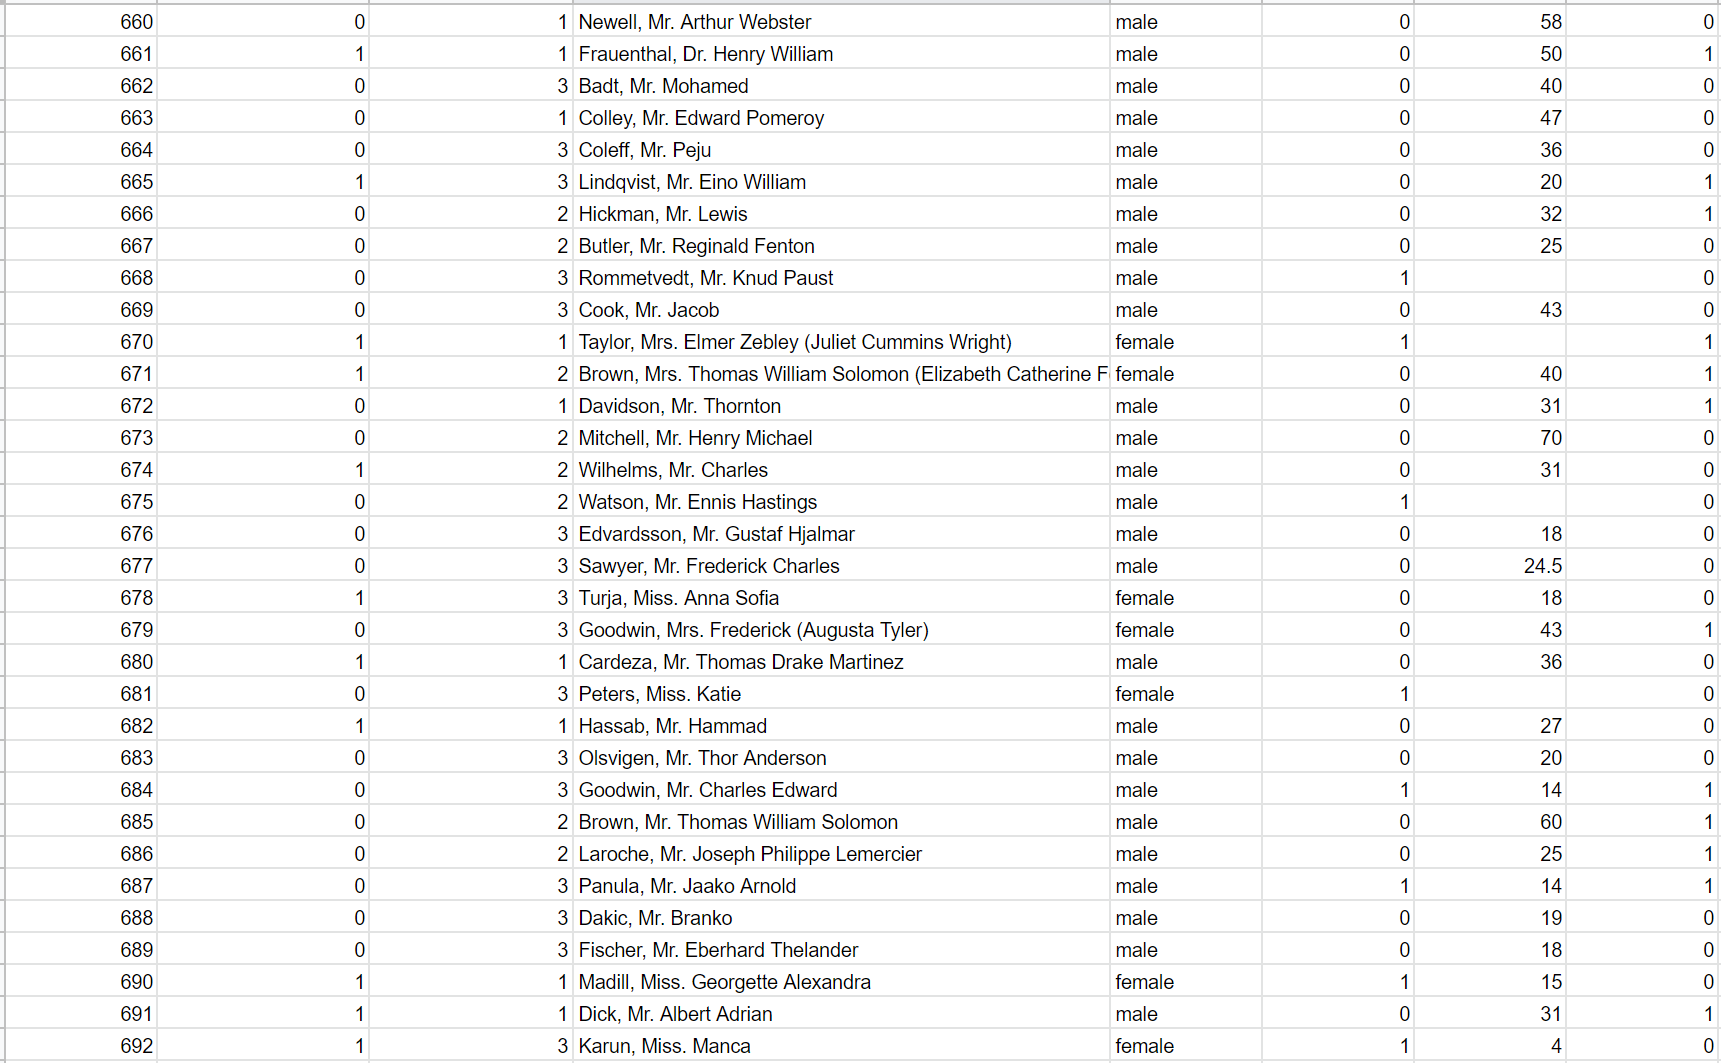 660 0 1 Newell, Mr. Arthur Webster male 0 58 0
661 1 1 Frauenthal, Dr. Henry William male 0 50 1
662 0 3 Badt, Mr. Mohamed male 0 40 0
663 0 1 Colley, Mr. Edward Pomeroy male 0 47 0
664 0 3 Coleff, Mr. Peju male 0 36 0
665 1 3 Lindqvist, Mr. Eino William male 0 20 1
666 0 2 Hickman, Mr. Lewis male 0 32 1
667 0 2 Butler, Mr. Reginald Fenton male 0 25 0
668 0 3 Rommetvedt, Mr. Knud Paust male 1 0
669 0 3 Cook, Mr. Jacob male 0 43 0
670 1 1 Taylor, Mrs. Elmer Zebley (Juliet Cummins Wright) female 1 1
671 1 2 Brown, Mrs. Thomas William Solomon (Elizabeth Catherine F female 0 40 1
672 0 1 Davidson, Mr. Thornton male 0 31 1
673 0 2 Mitchell, Mr. Henry Michael male 0 70 0
674 1 2 Wilhelms, Mr. Charles male 0 31 0
675 0 2 Watson, Mr. Ennis Hastings male 1 0
676 0 3 Edvardsson, Mr. Gustaf Hjalmar male 0 18 0
677 0 3 Sawyer, Mr. Frederick Charles male 0 24.5 0
678 1 3 Turja, Miss. Anna Sofia female 0 18 0
679 0 3 Goodwin, Mrs. Frederick (Augusta Tyler) female 0 43 1
680 1 1 Cardeza, Mr. Thomas Drake Martinez male 0 36 0
681 0 3 Peters, Miss. Katie female 1 0
682 1 1 Hassab, Mr. Hammad male 0 27 0
683 0 3 Olsvigen, Mr. Thor Anderson male 0 20 0
684 0 3 Goodwin, Mr. Charles Edward male 1 14 1
685 0 2 Brown, Mr. Thomas William Solomon male 0 60 1
686 0 2 Laroche, Mr. Joseph Philippe Lemercier male 0 25 1
687 0 3 Panula, Mr. Jaako Arnold male 1 14 1
688 0 3 Dakic, Mr. Branko male 0 19 0
689 0 3 Fischer, Mr. Eberhard Thelander male 0 18 0
690 1 1 Madill, Miss. Georgette Alexandra female 1 15 0
691 1 1 Dick, Mr. Albert Adrian male 0 31 1
692 1 3 Karun, Miss. Manca female 1 4 0